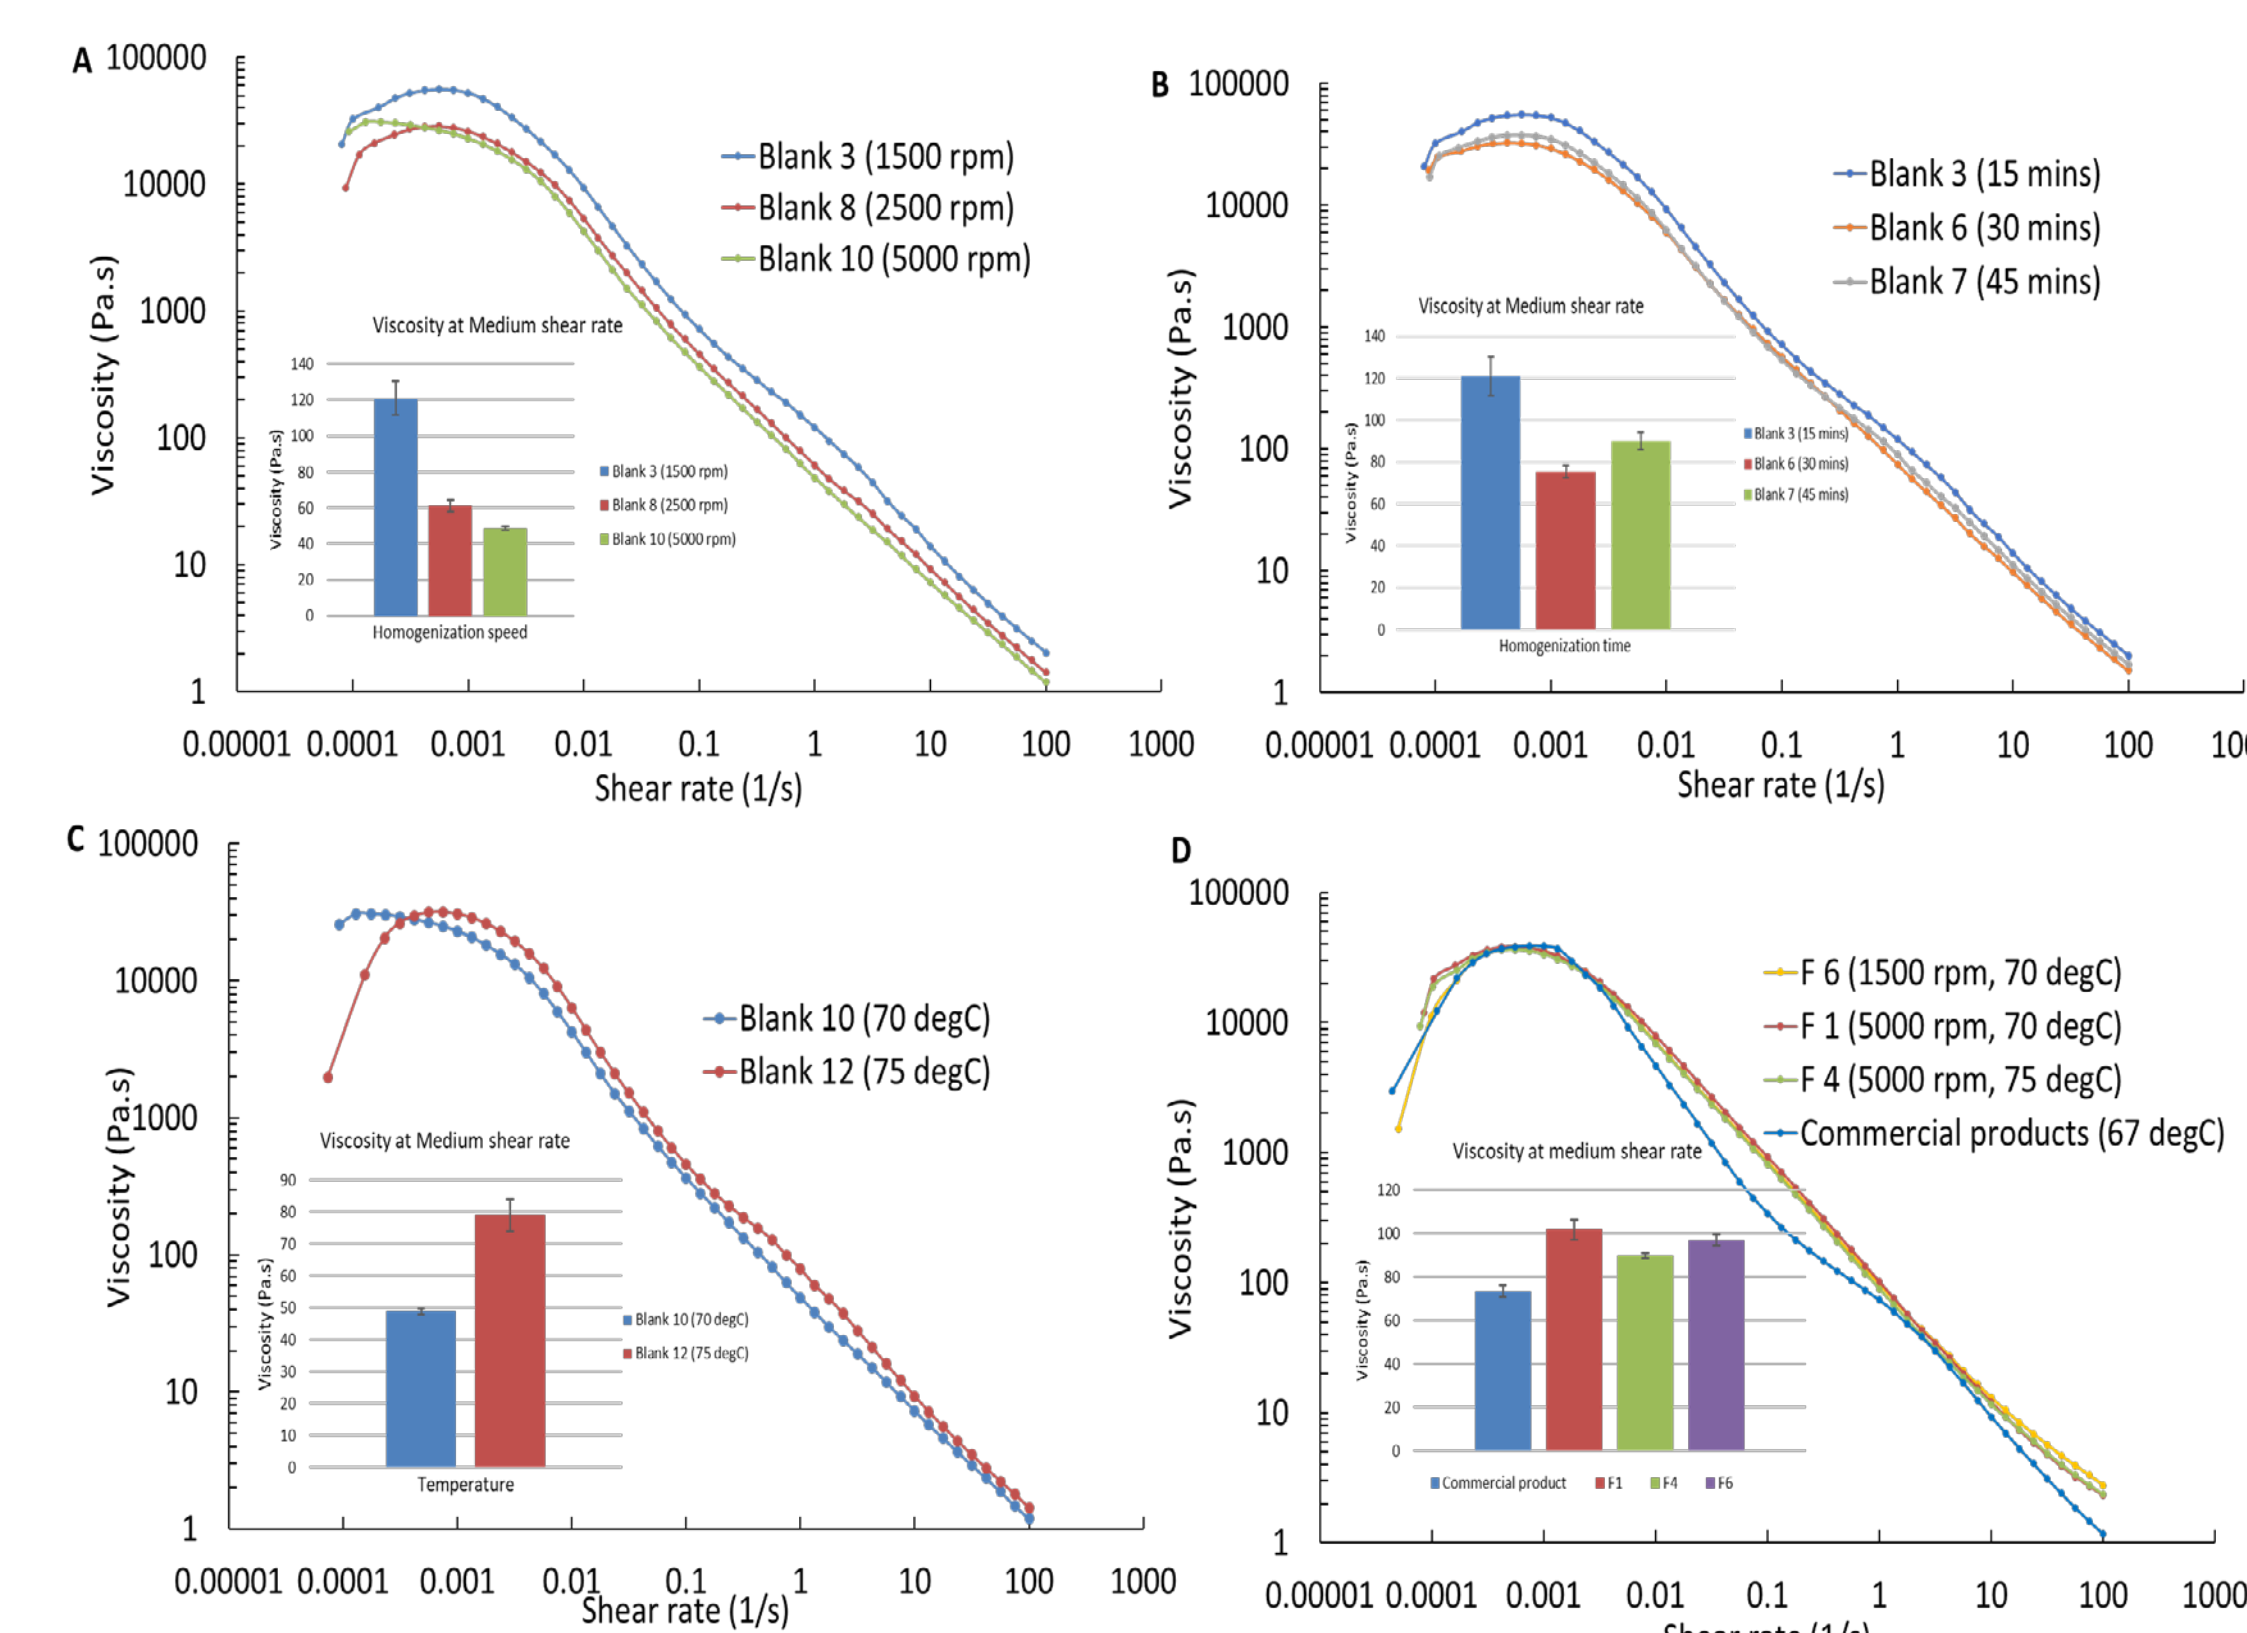 A
100000
10000
1000
100
10
1
Viscosity (Pa.s)
Blank 3 (1500 rpm)
Blank 8 (2500 rpm)
Blank 10 (5000 rpm)
Viscosity at Medium shear rate
140
120
100
80
60
40
20
0
Viscosity (Pa.s)
Blank 3 (1500 rpm)
Blank 8 (2500 rpm)
Blank 10 (5000 rpm)
Homogenization speed
0.00001 0.0001 0.001 0.01 0.1 1 10 100 1000
Shear rate (1/s)
B
100000
10000
1000
100
10
1
Viscosity (Pa.s)
Blank 3 (15 mins)
Blank 6 (30 mins)
Blank 7 (45 mins)
Viscosity at Medium shear rate
140
120
100
80
60
40
20
0
Viscosity (Pa.s)
Blank 3 (15 mins)
Blank 6 (30 mins)
Blank 7 (45 mins)
Homogenization time
0.00001 0.0001 0.001 0.01 0.1 1 10 100
Shear rate (1/s)
C
100000
10000
1000
100
10
1
Viscosity (Pa.s)
Blank 10 (70 degC)
Blank 12 (75 degC)
Viscosity at Medium shear rate
90
80
70
60
50
40
30
20
10
0
Viscosity (Pa.s)
Blank 10 (70 degC)
Blank 12 (75 degC)
Temperature
0.00001 0.0001 0.001 0.01 0.1 1 10 100 1000
Shear rate (1/s)
D
100000
10000
1000
100
10
1
Viscosity (Pa.s)
F 6 (1500 rpm, 70 degC)
F 1 (5000 rpm, 70 degC)
F 4 (5000 rpm, 75 degC)
Commercial products (67 degC)
Viscosity at medium shear rate
120
100
80
60
40
20
0
Viscosity (Pa.s)
Commercial product F1 F4 F6
0.00001 0.0001 0.001 0.01 0.1 1 10 100 1000
Shear rate (1/s)